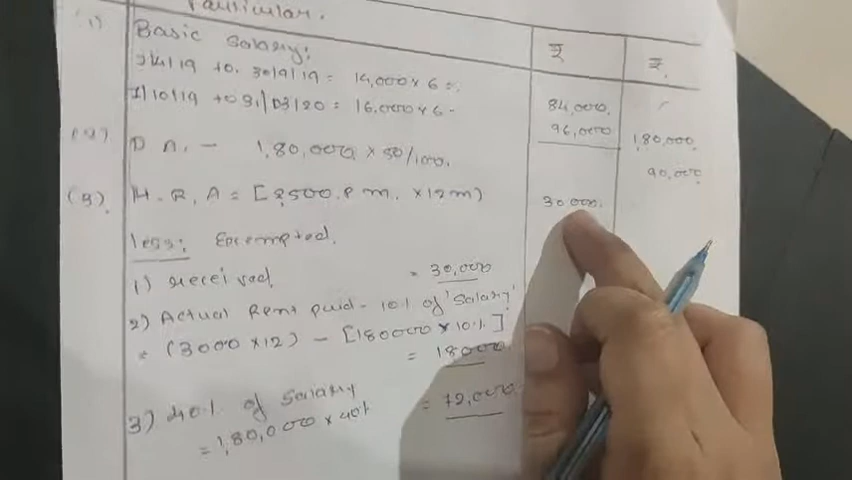 Particular.
₹ ₹.
(1) Basic Salary:
1/4/19 to. 30/9/19 = 14,000 x 6 =.
1/10/19 to 31/03/20 = 16.000 x 6 -
84,000.
96,000 1,80,000.
(2) D A. - 1,80,000 x 50/100. 90,000
(3) H. R. A = [2500. P m. x 12m) 30,000.
less: Exempted.
1) received = 30,000
2) Actual Rent paid - 10% of 'Salary'
= (3000 x 12) - [180000 x 10%]
= 18000.
3) 40% of Salary
= 1,80,0000 x 40% = 72,000.